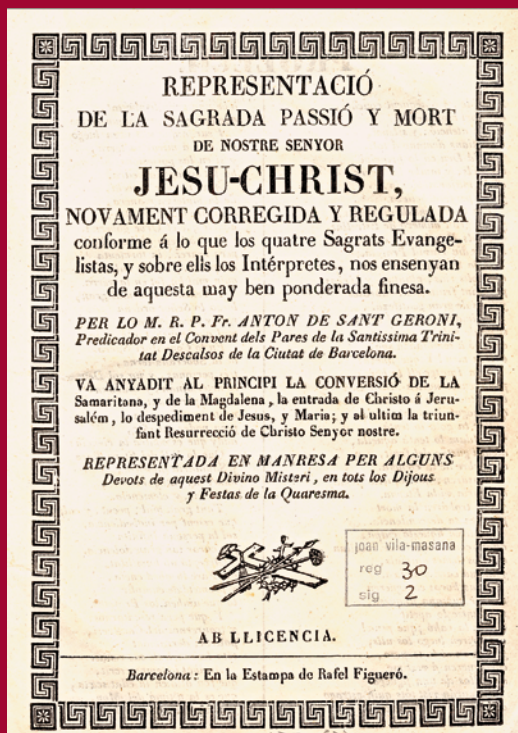 REPRESENTACIÓ
DE LA SAGRADA PASSIÓ Y MORT
DE NOSTRE SENYOR
JESU-CHRIST,
NOVAMENT CORREGIDA Y REGULADA
conforme á lo que los quatre Sagrats Evange-
listas, y sobre ells los Intérpretes, nos ensenyan
de aquesta may ben ponderada finesa.
PER LO M. R. P. Fr. ANTON DE SANT GERONI,
Predicador en el Convent dels Pares de la Santissima Trini-
tat Descalsos de la Ciutat de Barcelona.
VA ANYADIT AL PRINCIPI LA CONVERSIÓ DE LA
Samaritana, y de la Magdalena, la entrada de Christo á Jeru-
salém, lo despediment de Jesus, y Maria; y al ultim la triun-
fant Resurrecció de Christo Senyor nostre.
REPRESENTADA EN MANRESA PER ALGUNS
Devots de aquest Divino Misteri, en tots los Dijous
y Festas de la Quaresma.
joan vila-masana
reg 30
sig 2
AB LLICENCIA.
Barcelona: En la Estampa de Rafel Figueró.